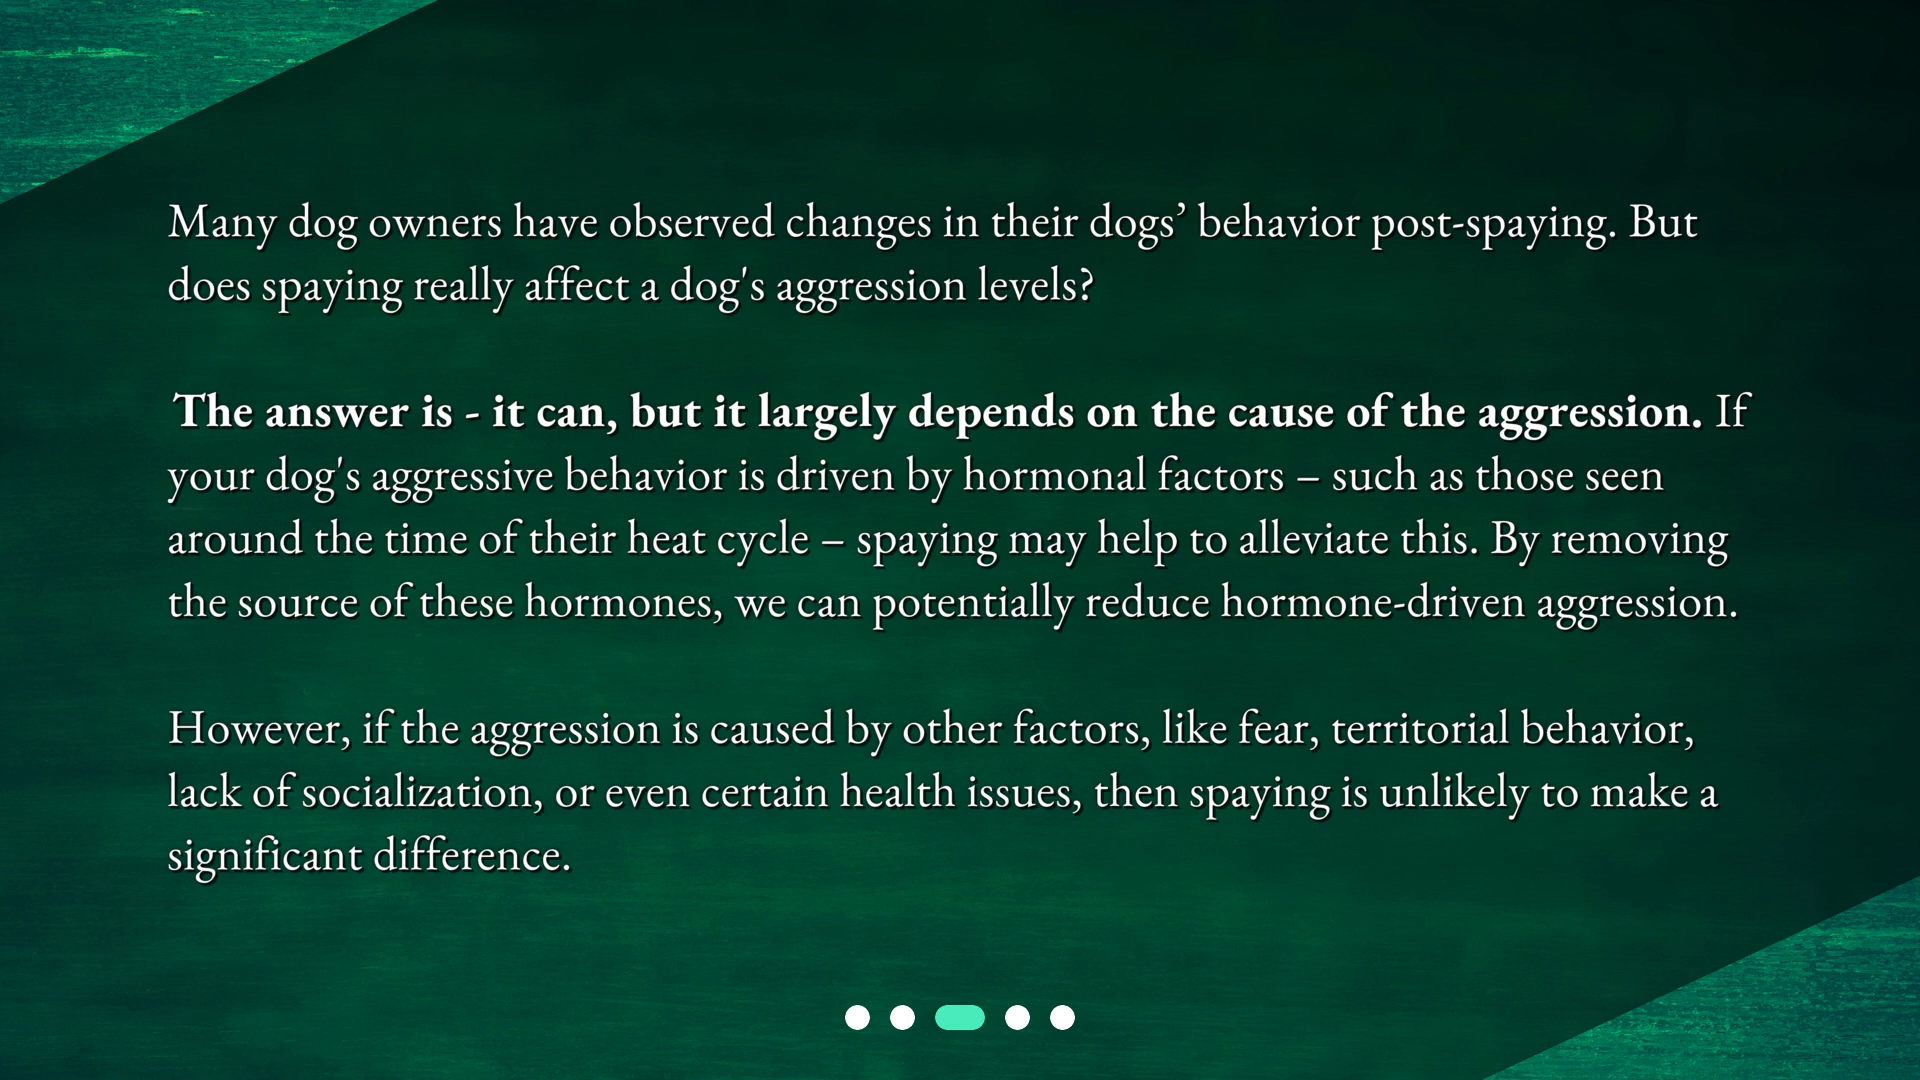 Many dog owners have observed changes in their dogs’ behavior post-spaying. But
does spaying really affect a dog's aggression levels?
The answer is - it can, but it largely depends on the cause of the aggression. If
your dog's aggressive behavior is driven by hormonal factors – such as those seen
around the time of their heat cycle – spaying may help to alleviate this. By removing
the source of these hormones, we can potentially reduce hormone-driven aggression.
However, if the aggression is caused by other factors, like fear, territorial behavior,
lack of socialization, or even certain health issues, then spaying is unlikely to make a
significant difference.